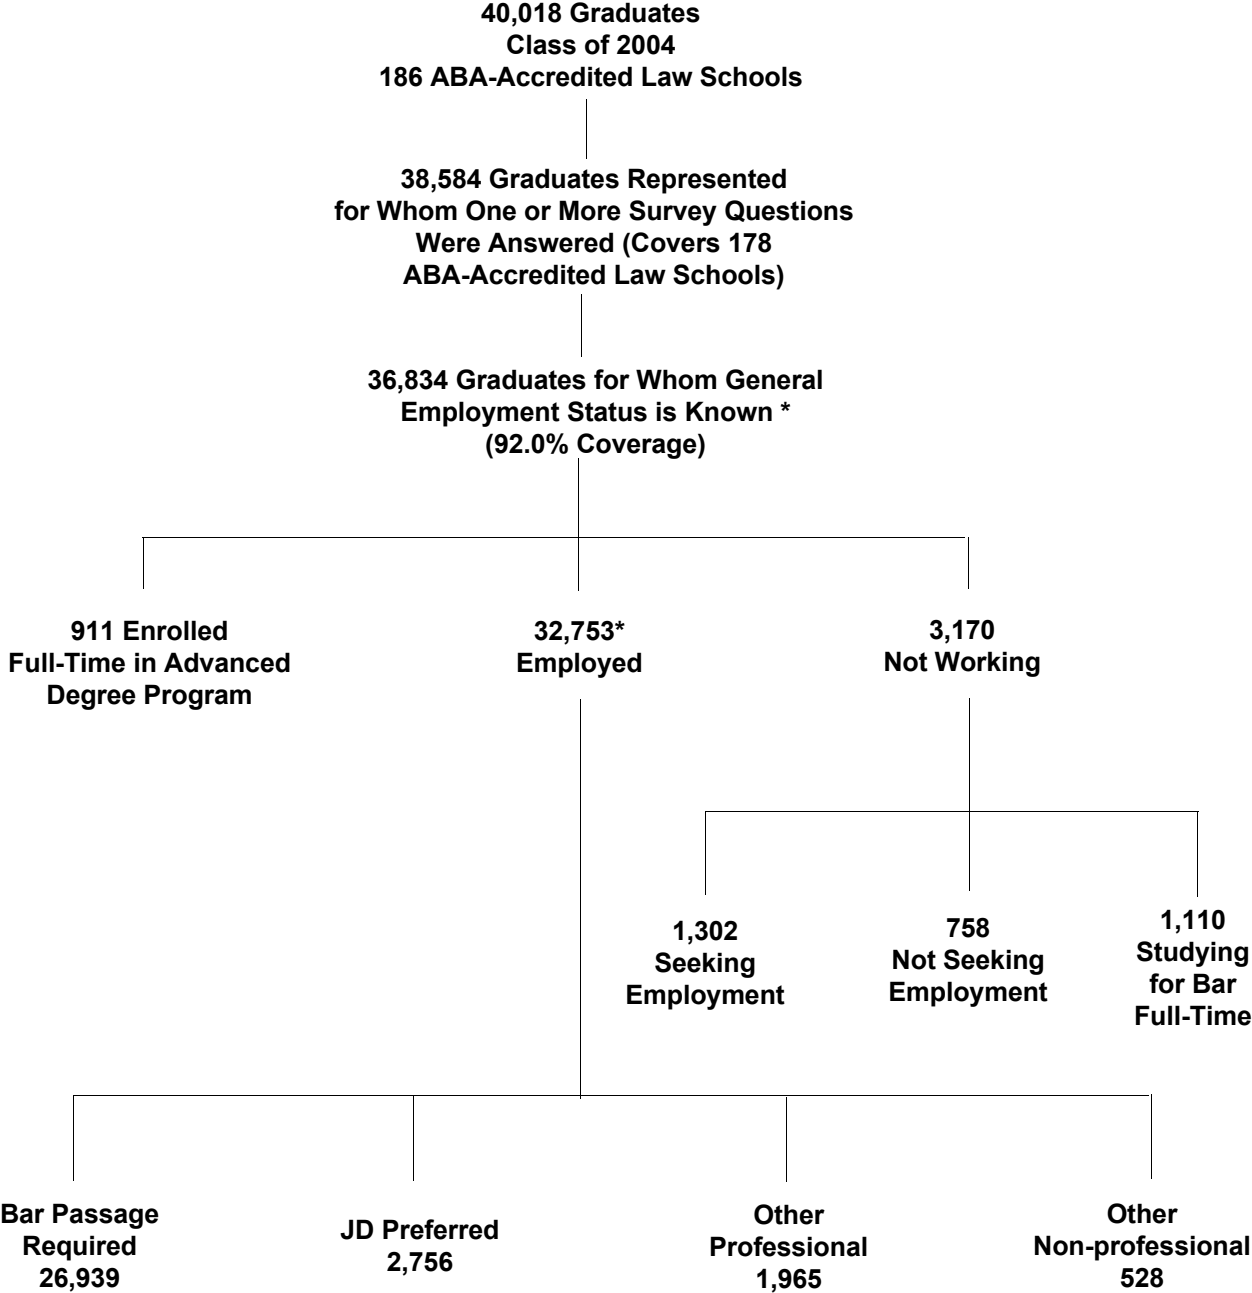 40,018 Graduates
Class of 2004
186 ABA-Accredited Law Schools
38,584 Graduates Represented
for Whom One or More Survey Questions
Were Answered (Covers 178
ABA-Accredited Law Schools)
36,834 Graduates for Whom General
Employment Status is Known *
(92.0% Coverage)
911 Enrolled
Full-Time in Advanced
Degree Program
32,753*
Employed
3,170
Not Working
1,302
Seeking
Employment
758
Not Seeking
Employment
1,110
Studying
for Bar
Full-Time
Bar Passage
Required
26,939
JD Preferred
2,756
Other
Professional
1,965
Other
Non-professional
528